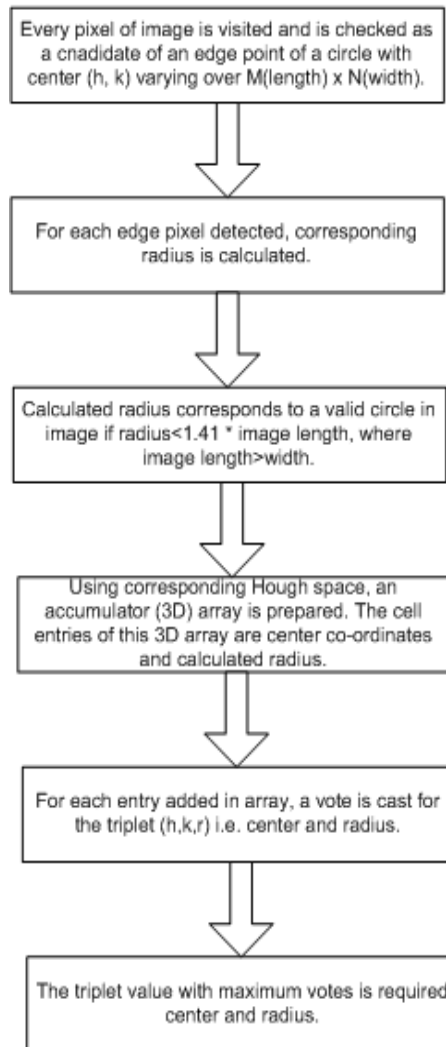 Every pixel of image is visited and is checked as
a cnadidate of an edge point of a circle with
center (h, k) varying over M(length) x N(width).
For each edge pixel detected, corresponding
radius is calculated.
Calculated radius corresponds to a valid circle in
image if radius<1.41 * image length, where
image length>width.
Using corresponding Hough space, an
accumulator (3D) array is prepared. The cell
entries of this 3D array are center co-ordinates
and calculated radius.
For each entry added in array, a vote is cast for
the triplet (h,k,r) i.e. center and radius.
The triplet value with maximum votes is required
center and radius.